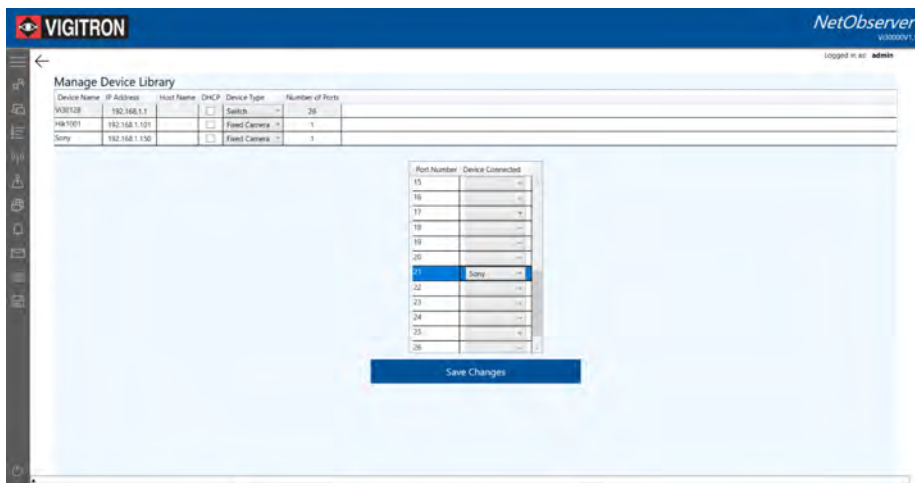 VIGITRON
NetObserver
Logged in as: admin
Manage Device Library
Device Name IP Address Host Name DHCP Device Type Number of Ports
Vi30128 192.168.1.1 Switch 26
Hik1001 192.168.1.101 Fixed Camera 1
Sony 192.168.1.150 Fixed Camera 1
Port Number Device Connected
15
16
17
18
19
20
21 Sony
22
23
24
25
26
Save Changes